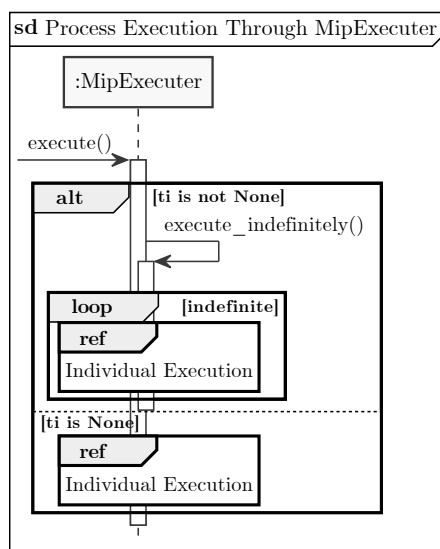 sd Process Execution Through MipExecuter
:MipExecuter
execute()
alt [ti is not None]
execute_indefinitely()
loop [indefinite]
ref
Individual Execution
[ti is None]
ref
Individual Execution